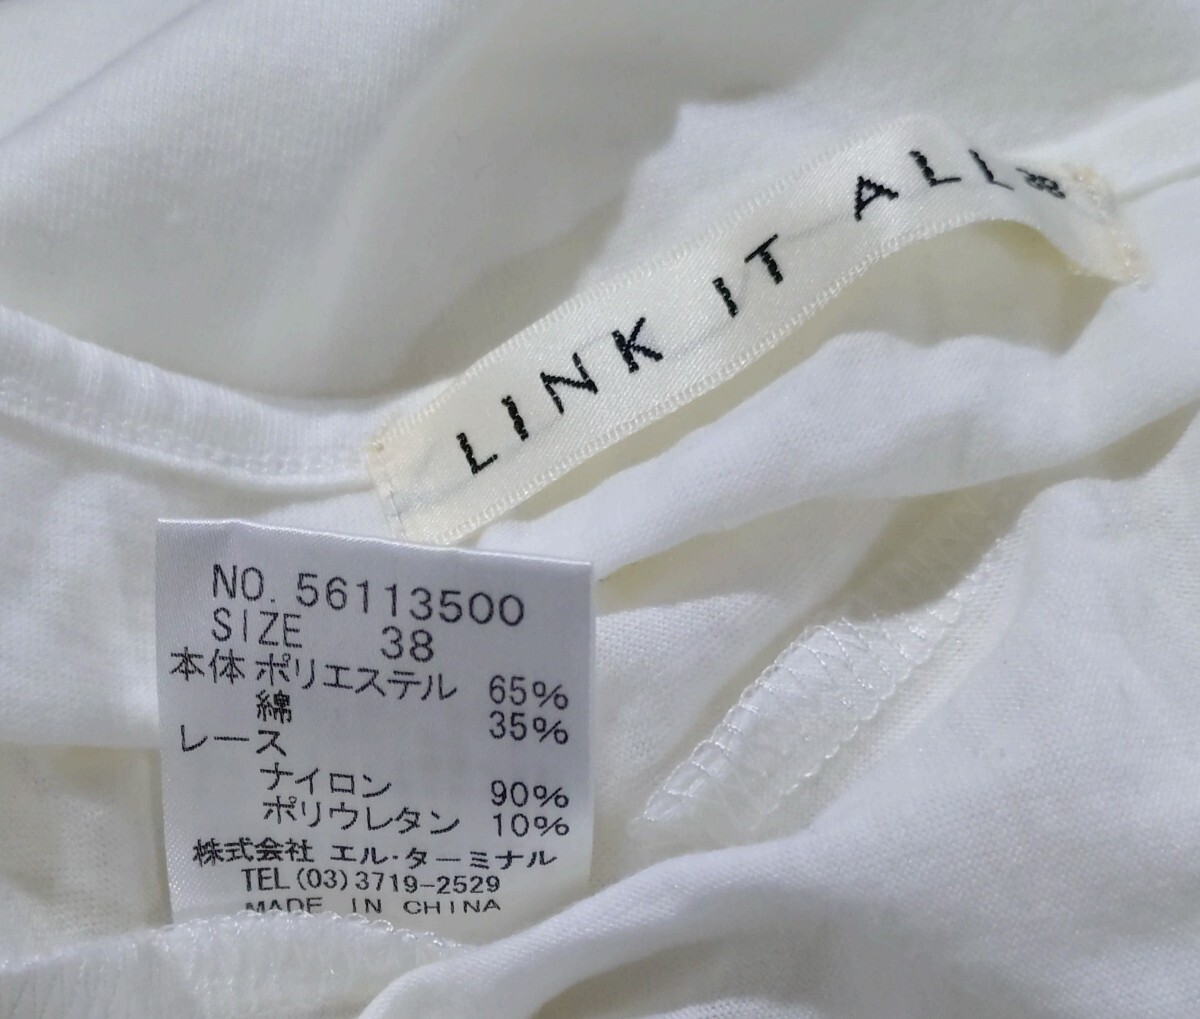 LINK IT ALL
38
NO. 56113500
SIZE 38
本体 ポリエステル 65%
綿 35%
レース
ナイロン 90%
ポリウレタン 10%
株式会社 エル・ターミナル
TEL(03)3719-2529
MADE IN CHINA